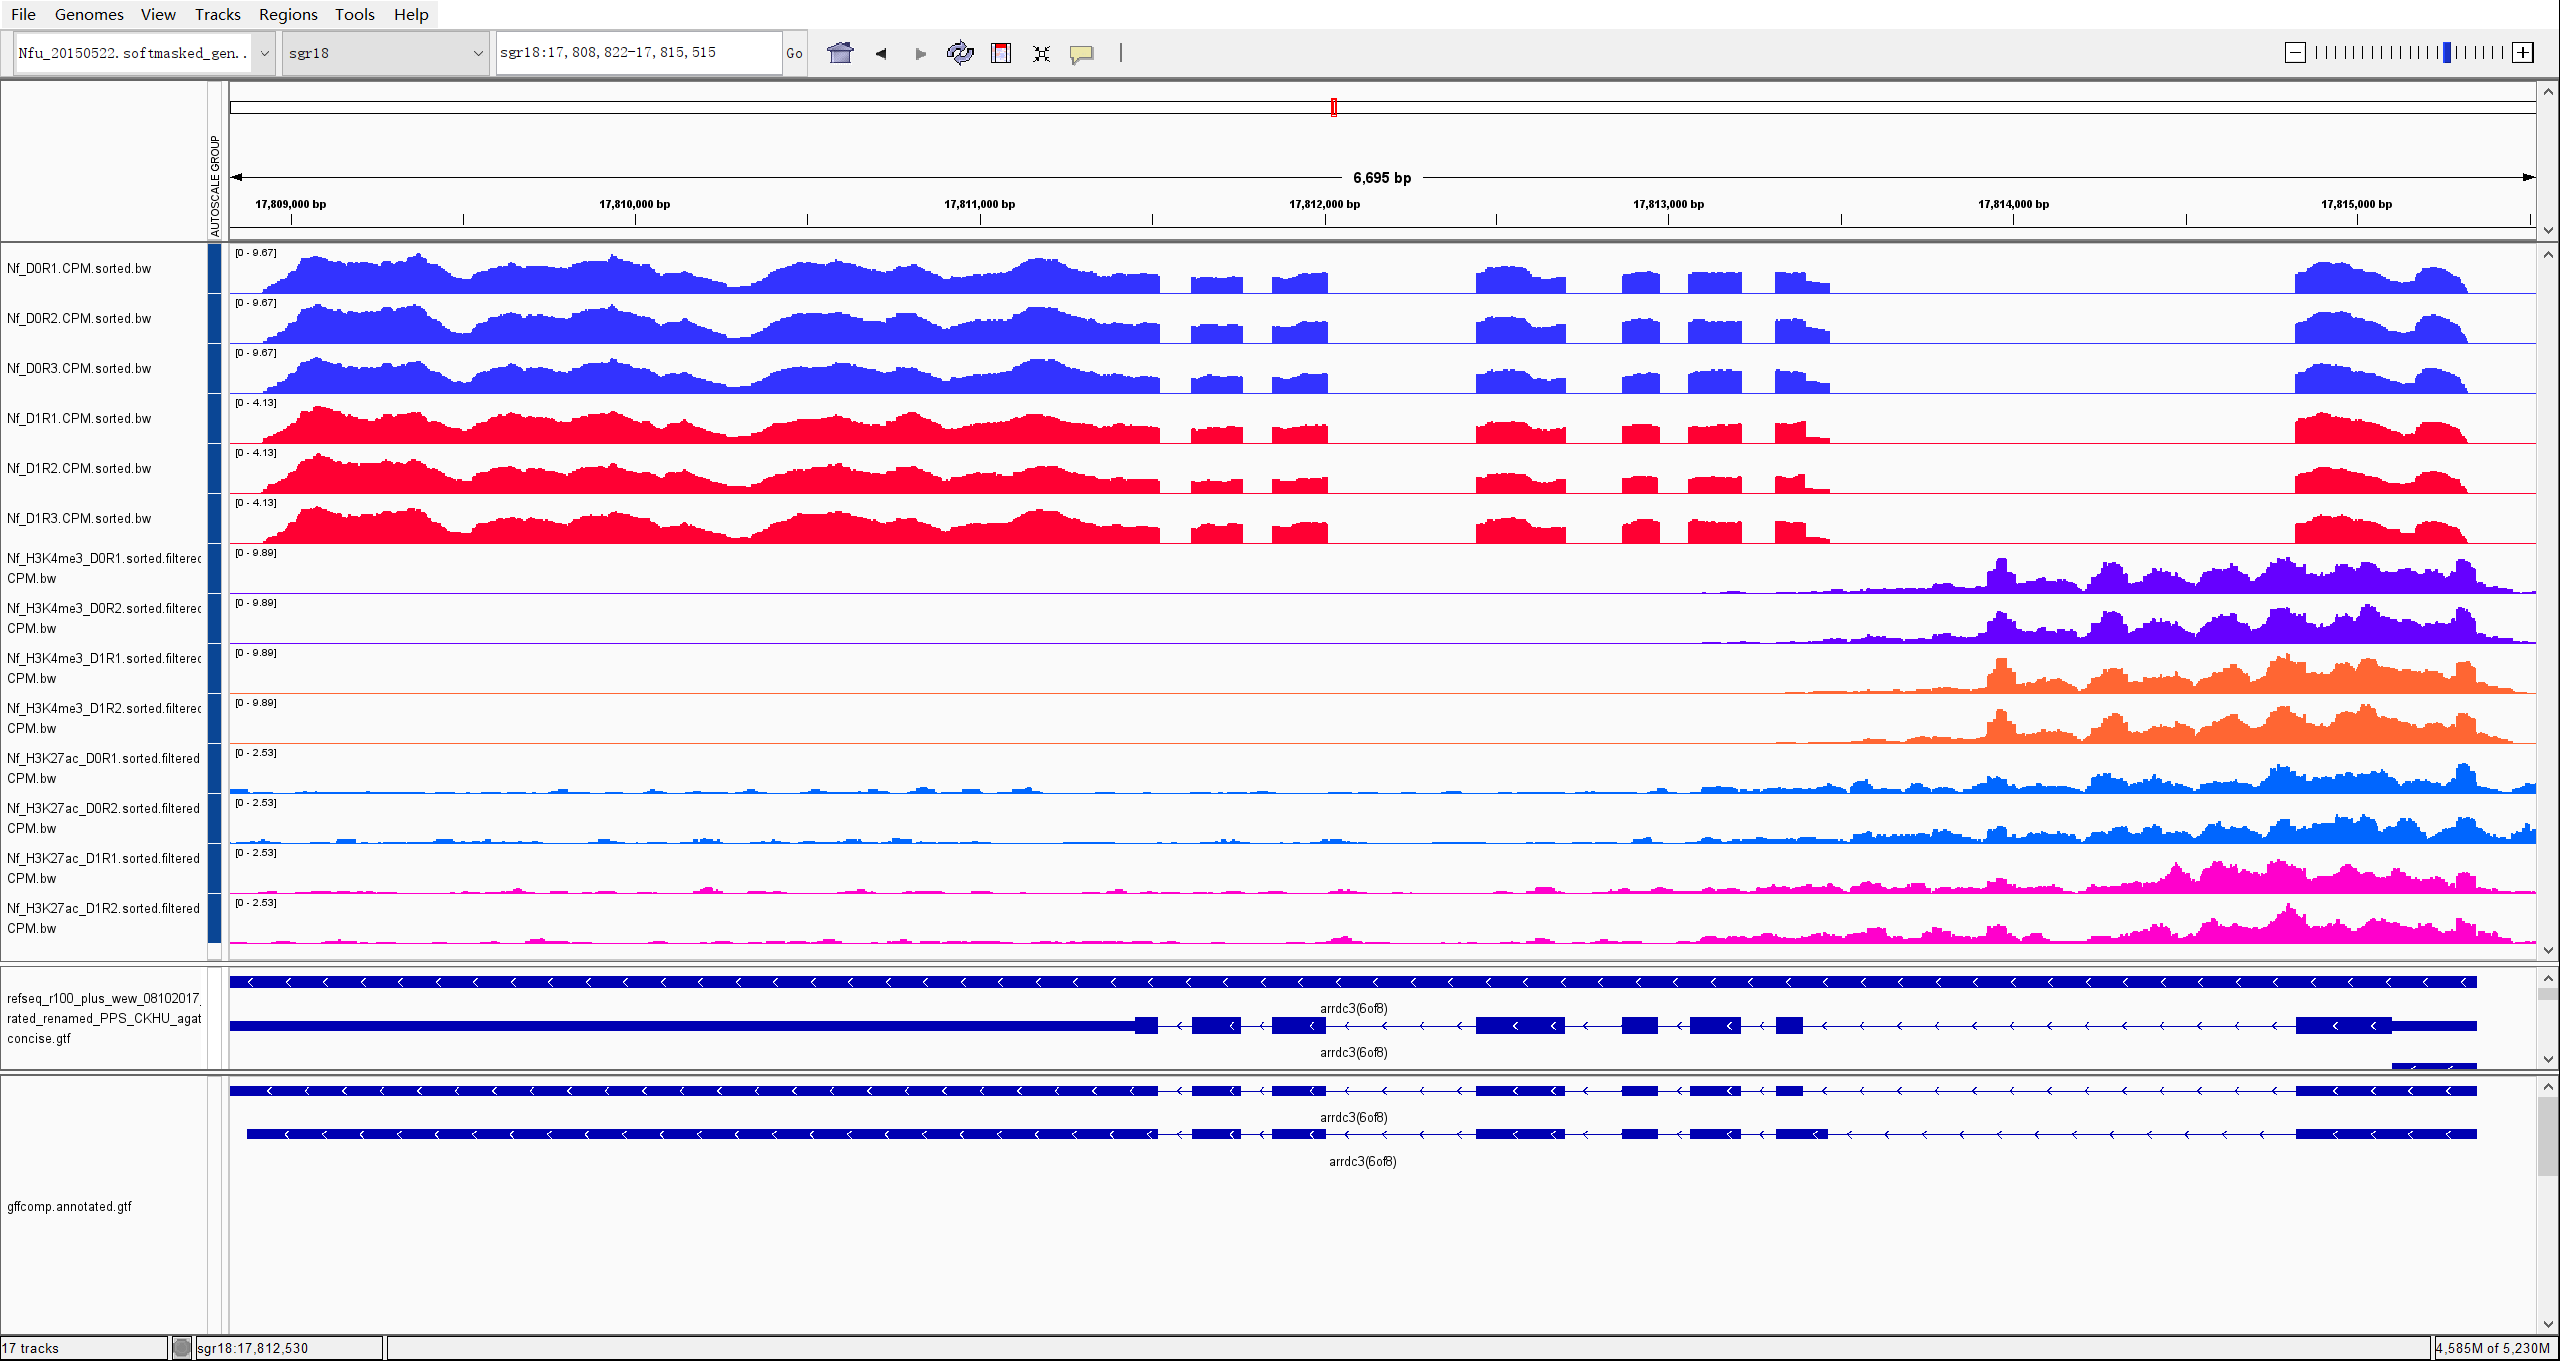 File Genomes View Tracks Regions Tools Help
Nfu_20150522.softmasked_gen.. sgr18 sgr18:17,808,822-17,815,515 Go
AUTOSCALE GROUP
6,695 bp
17,809,000 bp 17,810,000 bp 17,811,000 bp 17,812,000 bp 17,813,000 bp 17,814,000 bp 17,815,000 bp
[0 - 9.67]
Nf_D0R1.CPM.sorted.bw
[0 - 9.67]
Nf_D0R2.CPM.sorted.bw
[0 - 9.67]
Nf_D0R3.CPM.sorted.bw
[0 - 4.13]
Nf_D1R1.CPM.sorted.bw
[0 - 4.13]
Nf_D1R2.CPM.sorted.bw
[0 - 4.13]
Nf_D1R3.CPM.sorted.bw
[0 - 9.89]
Nf_H3K4me3_D0R1.sorted.filtered
CPM.bw
[0 - 9.89]
Nf_H3K4me3_D0R2.sorted.filtered
CPM.bw
[0 - 9.89]
Nf_H3K4me3_D1R1.sorted.filtered
CPM.bw
[0 - 9.89]
Nf_H3K4me3_D1R2.sorted.filtered
CPM.bw
[0 - 2.53]
Nf_H3K27ac_D0R1.sorted.filtered
CPM.bw
[0 - 2.53]
Nf_H3K27ac_D0R2.sorted.filtered
CPM.bw
[0 - 2.53]
Nf_H3K27ac_D1R1.sorted.filtered
CPM.bw
[0 - 2.53]
Nf_H3K27ac_D1R2.sorted.filtered
CPM.bw
refseq_r100_plus_wew_08102017_
rated_renamed_PPS_CKHU_agat
concise.gtf
arrdc3(6of8)
arrdc3(6of8)
arrdc3(6of8)
arrdc3(6of8)
gffcomp.annotated.gtf
17 tracks sgr18:17,812,530 4,585M of 5,230M